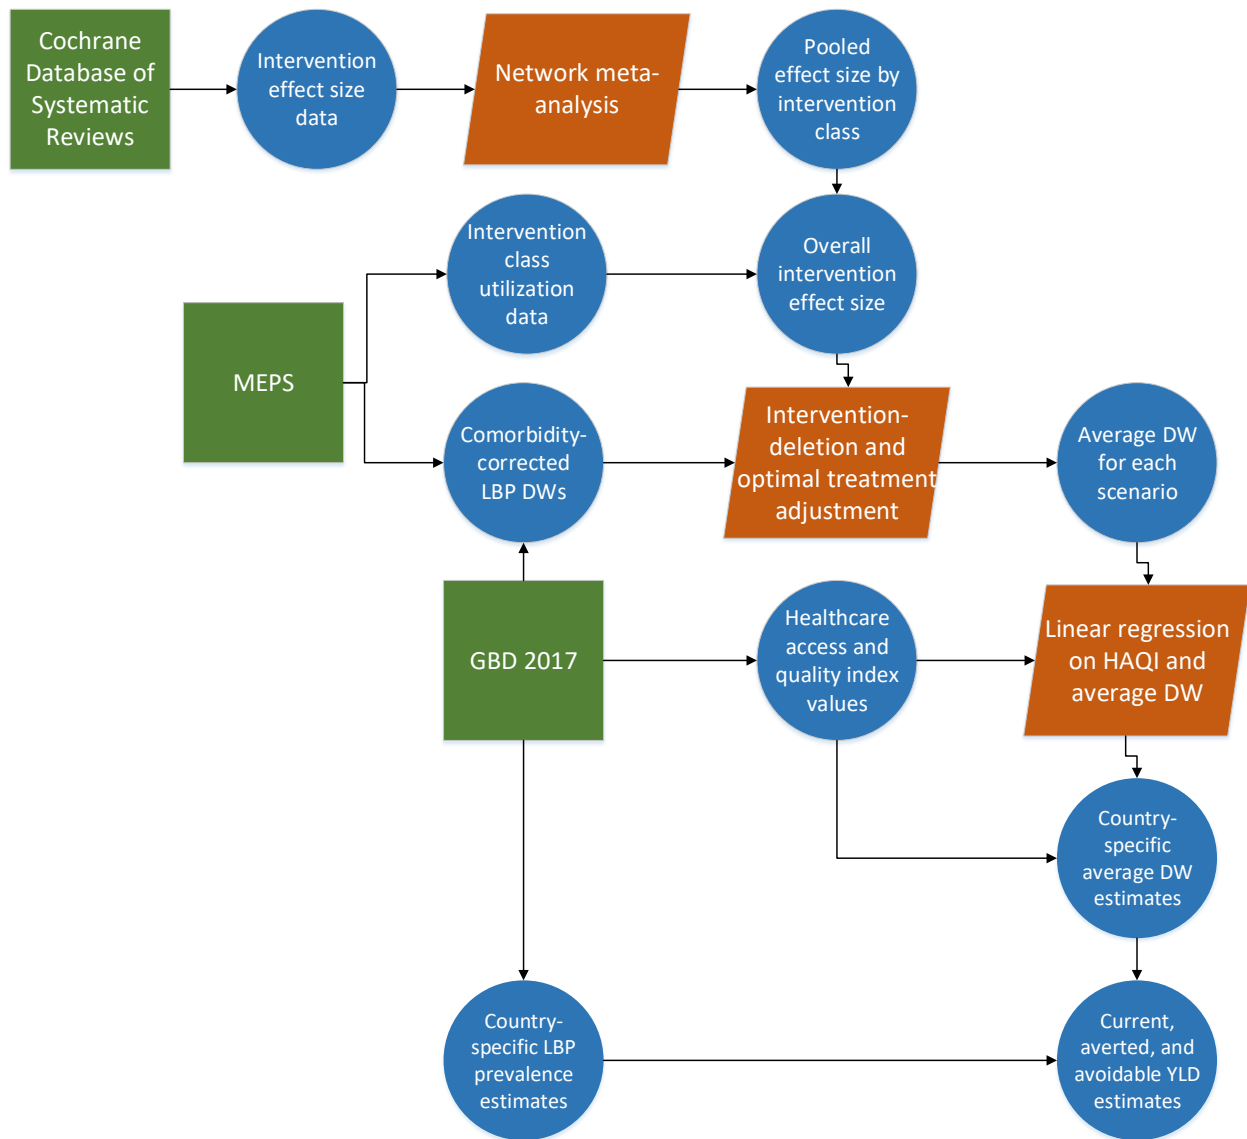 Cochrane
Database of
Systematic
Reviews
Intervention
effect size
data
Network meta-
analysis
Pooled
effect size by
intervention
class
Intervention
class
utilization
data
Overall
intervention
effect size
MEPS
Comorbidity-
corrected
LBP DWs
Intervention-
deletion and
optimal treatment
adjustment
Average DW
for each
scenario
GBD 2017
Healthcare
access and
quality index
values
Linear regression
on HAQI and
average DW
Country-
specific
average DW
estimates
Country-
specific LBP
prevalence
estimates
Current,
averted, and
avoidable YLD
estimates